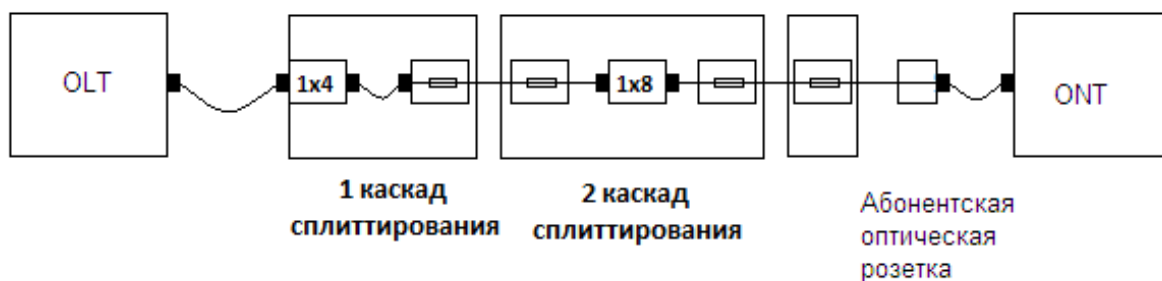 OLT
1x4
1x8
ONT
1 каскад
сплиттирования
2 каскад
сплиттирования
Абонентская
оптическая
розетка